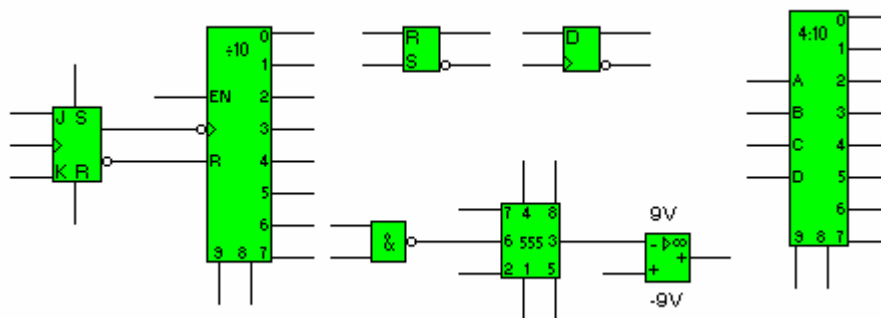 ÷10
0
1
EN 2
3
R 4
5
6
9 8 7
J S
K R
R
S
D
4:10
0
1
A 2
B 3
C 4
D 5
6
9 8 7
&
7 4 8
6 555 3
2 1 5
9V
- ▷∞
+ +
-9V